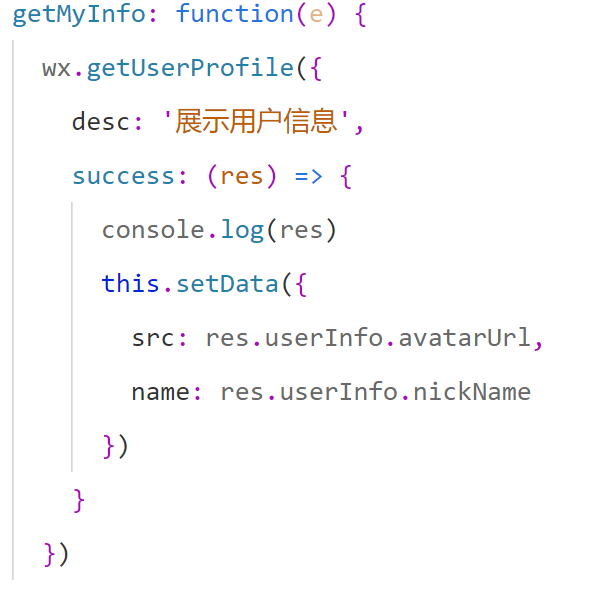 getMyInfo: function(e) {
wx.getUserProfile({
desc: '展示用户信息',
success: (res) => {
console.log(res)
this.setData({
src: res.userInfo.avatarUrl,
name: res.userInfo.nickName
})
}
})